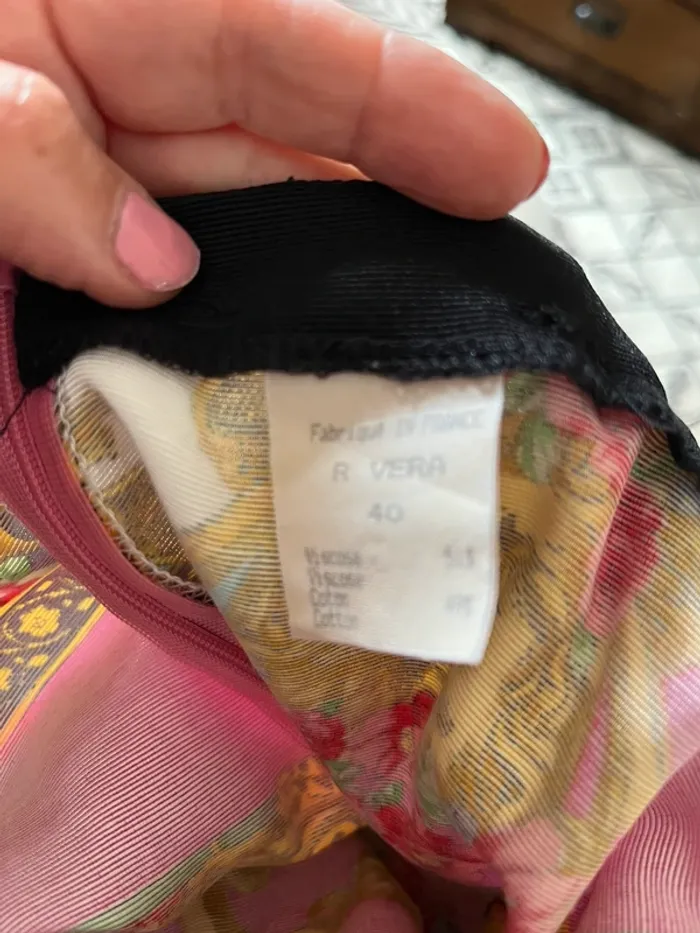 Fabriqué en FRANCE
R VERA
40
Viscose
Viscose
Coton
Cotton